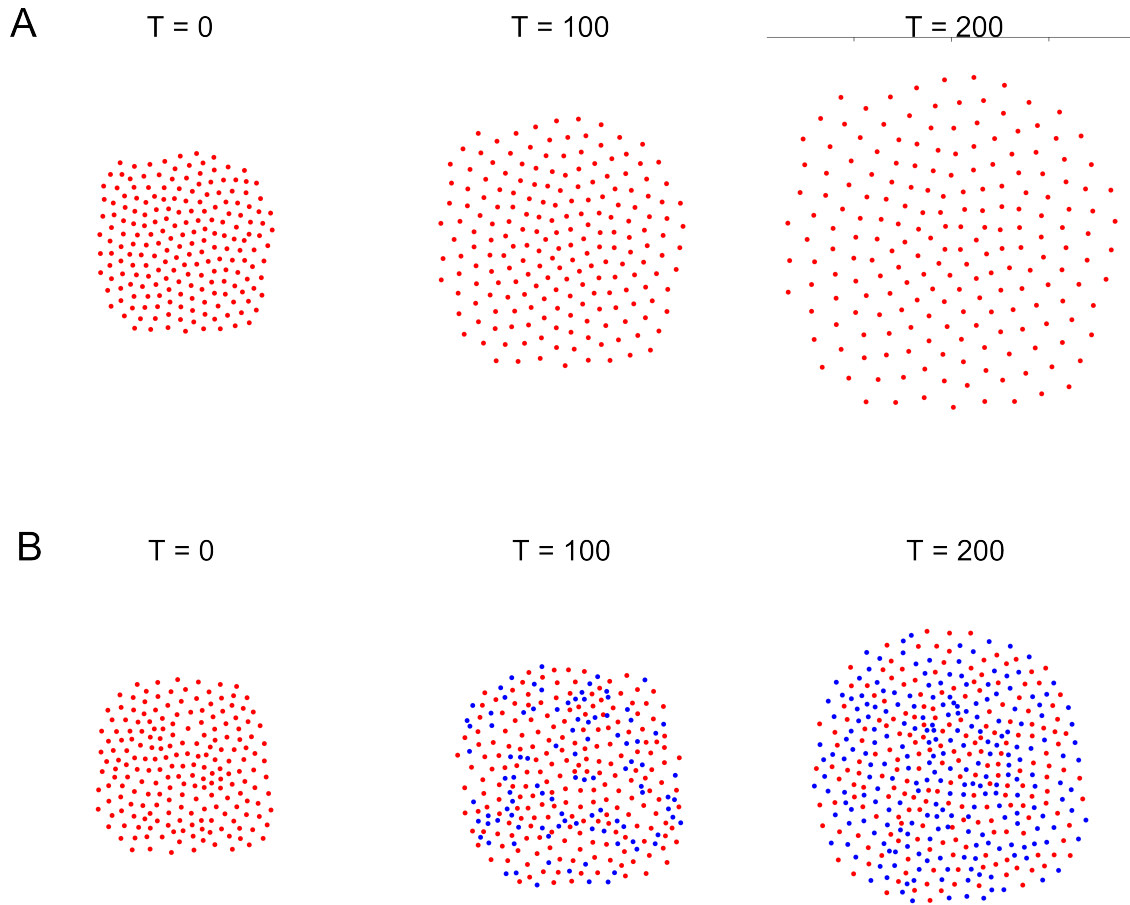 A
T = 0
T = 100
T = 200
B
T = 0
T = 100
T = 200